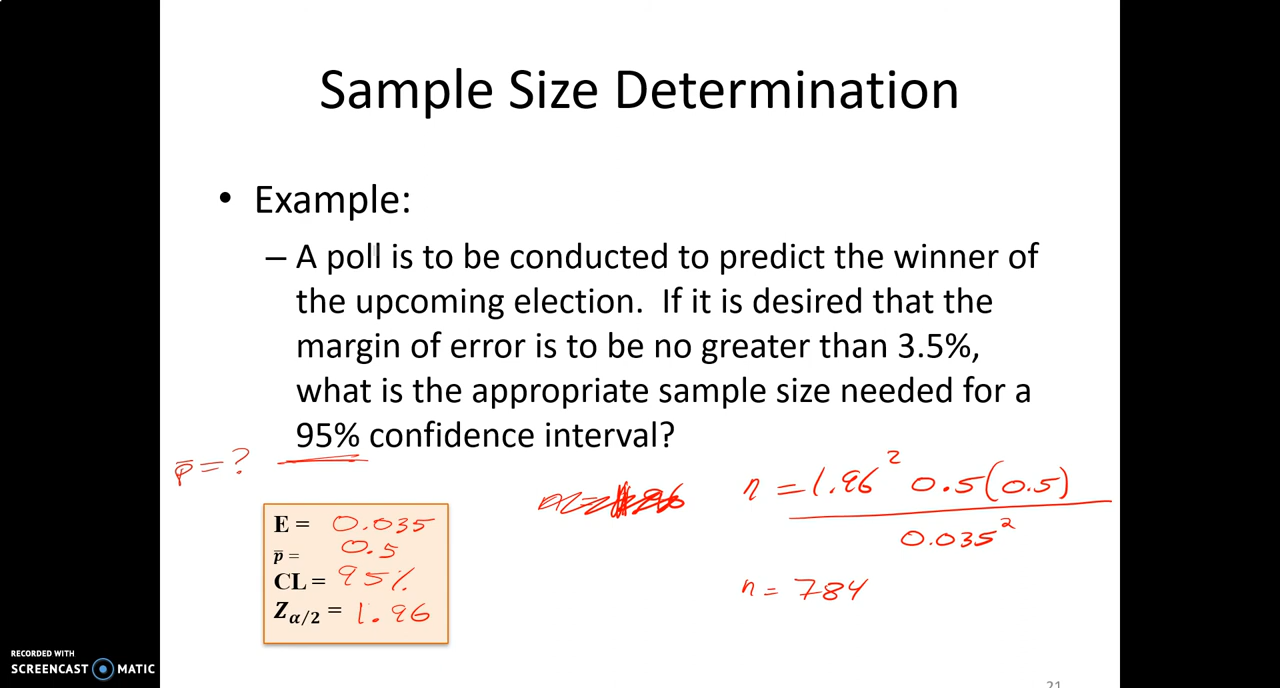 Sample Size Determination
• Example:
– A poll is to be conducted to predict the winner of
the upcoming election. If it is desired that the
margin of error is to be no greater than 3.5%,
what is the appropriate sample size needed for a
95% confidence interval?
p̅ = ?
n = 1.96² 0.5(0.5)
0.035²
n = 784
E = 0.035
p̅ = 0.5
CL = 95%
Zα/2 = 1.96
RECORDED WITH
SCREENCAST MATIC
21